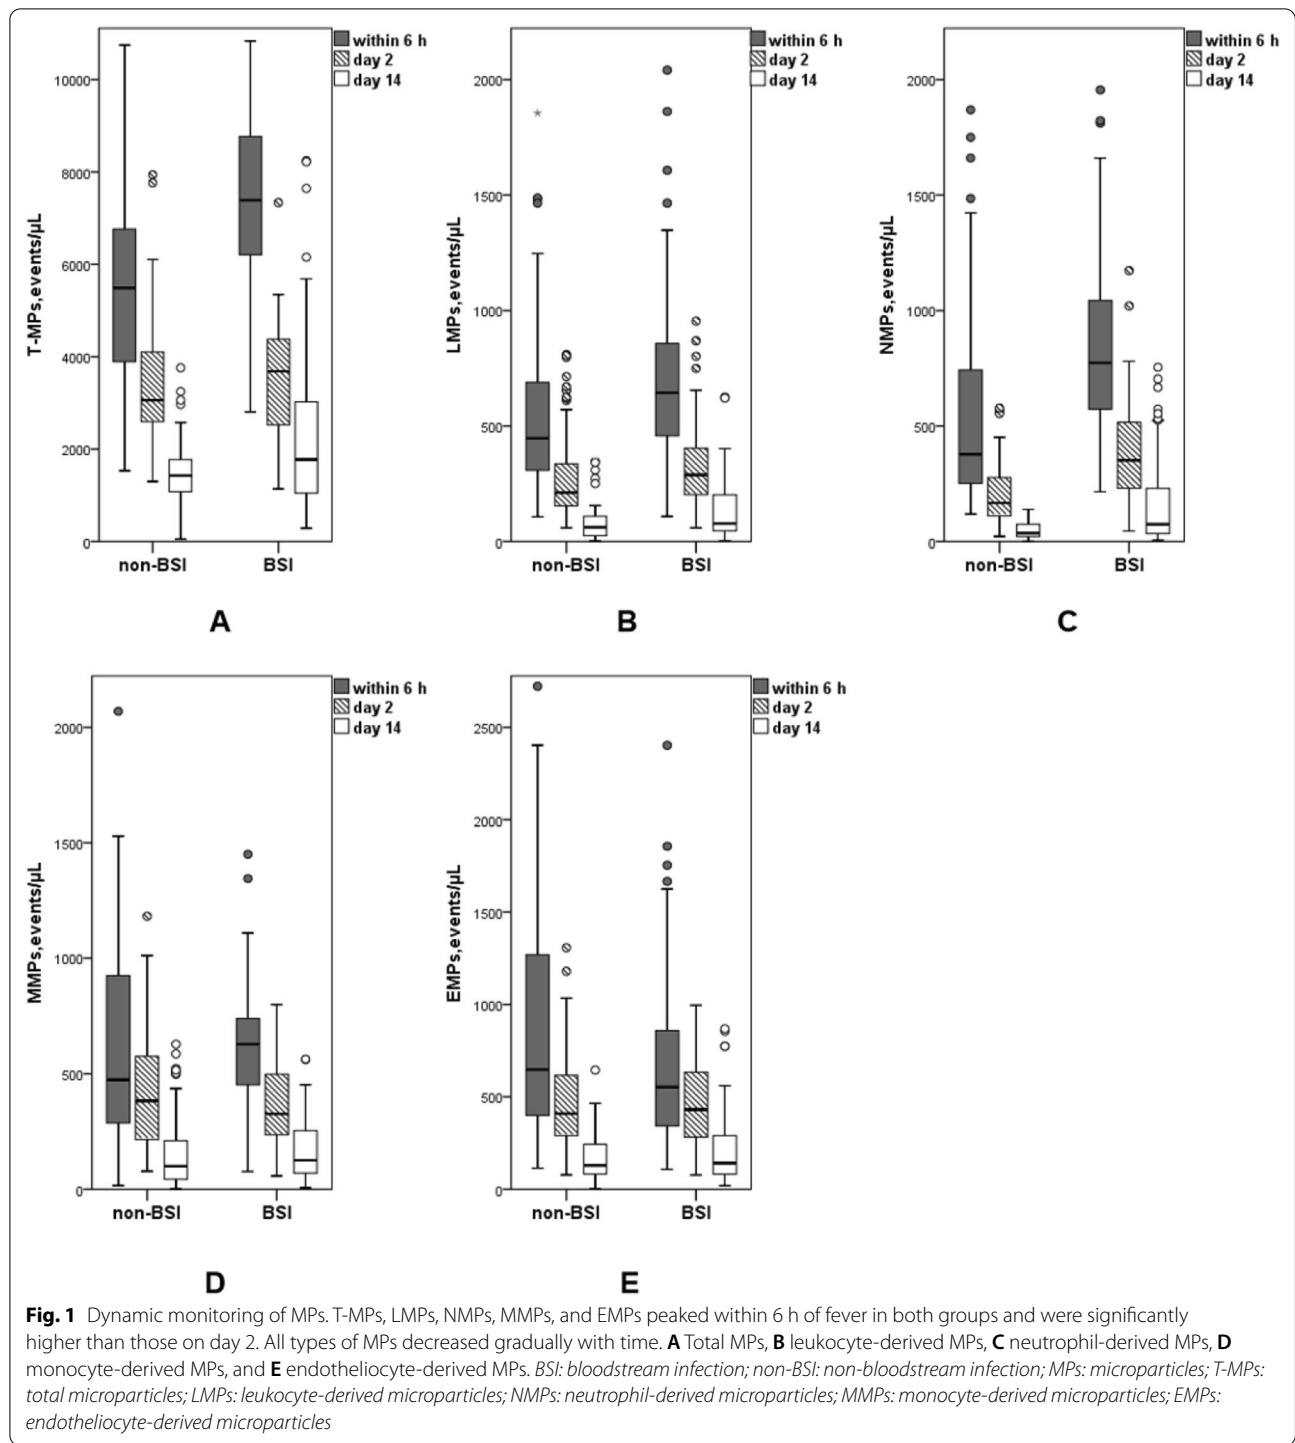 within 6 h
day 2
day 14
10000
8000
6000
4000
2000
0
T-MPs,events/µL
non-BSI
BSI
A
within 6 h
day 2
day 14
2000
1500
1000
500
0
LMPs,events/µL
*
non-BSI
BSI
B
within 6 h
day 2
day 14
2000
1500
1000
500
0
NMPs,events/µL
non-BSI
BSI
C
within 6 h
day 2
day 14
2000
1500
1000
500
0
MMPs,events/µL
non-BSI
BSI
D
within 6 h
day 2
day 14
2500
2000
1500
1000
500
0
EMPs,events/µL
non-BSI
BSI
E
Fig. 1 Dynamic monitoring of MPs. T-MPs, LMPs, NMPs, MMPs, and EMPs peaked within 6 h of fever in both groups and were significantly
higher than those on day 2. All types of MPs decreased gradually with time. A Total MPs, B leukocyte-derived MPs, C neutrophil-derived MPs, D
monocyte-derived MPs, and E endotheliocyte-derived MPs. BSI: bloodstream infection; non-BSI: non-bloodstream infection; MPs: microparticles; T-MPs:
total microparticles; LMPs: leukocyte-derived microparticles; NMPs: neutrophil-derived microparticles; MMPs: monocyte-derived microparticles; EMPs:
endotheliocyte-derived microparticles